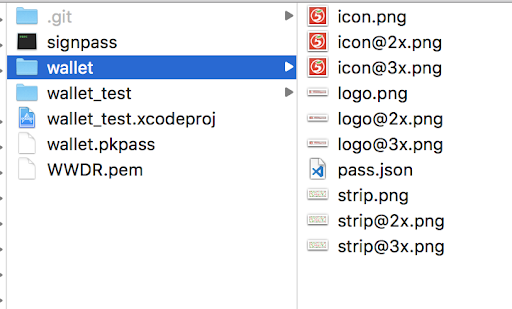 .git
signpass
wallet
wallet_test
wallet_test.xcodeproj
wallet.pkpass
WWDR.pem
icon.png
icon@2x.png
icon@3x.png
logo.png
logo@2x.png
logo@3x.png
pass.json
strip.png
strip@2x.png
strip@3x.png